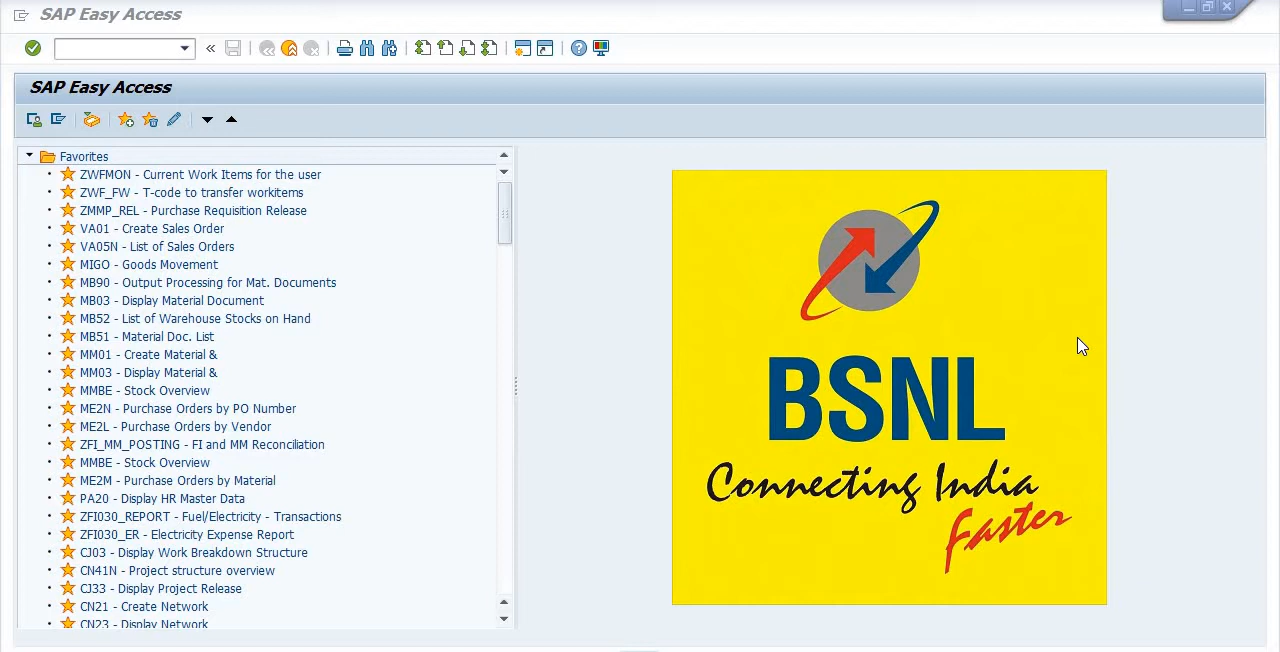 SAP Easy Access
SAP Easy Access
Favorites
ZWFMON - Current Work Items for the user
ZWF_FW - T-code to transfer workitems
ZMMP_REL - Purchase Requisition Release
VA01 - Create Sales Order
VA05N - List of Sales Order
MIGO - Goods Movement
MB90 - Output Processing for Mat. Documents
MB03 - Display Material Document
MB52 - List of Warehouse Stocks on Hand
MB51 - Material Doc. List
MM01 - Create Material &
MM03 - Display Material &
MMBE - Stock Overview
ME2N - Purchase Orders by PO Number
ME2L - Purchase Orders by Vendor
ZFI_MM_POSTING - FI and MM Reconciliation
MMBE - Stock Overview
ME2M - Purchase Orders by Material
PA20 - Display HR Master Data
ZFI030_REPORT - Fuel/Electricity - Transactions
ZFI030_ER - Electricity Expense Report
CJ03 - Display Work Breakdown Structure
CN41N - Project structure overview
CJ33 - Display Project Release
CN21 - Create Network
CN23 - Display Network
BSNL
Connecting India
Faster